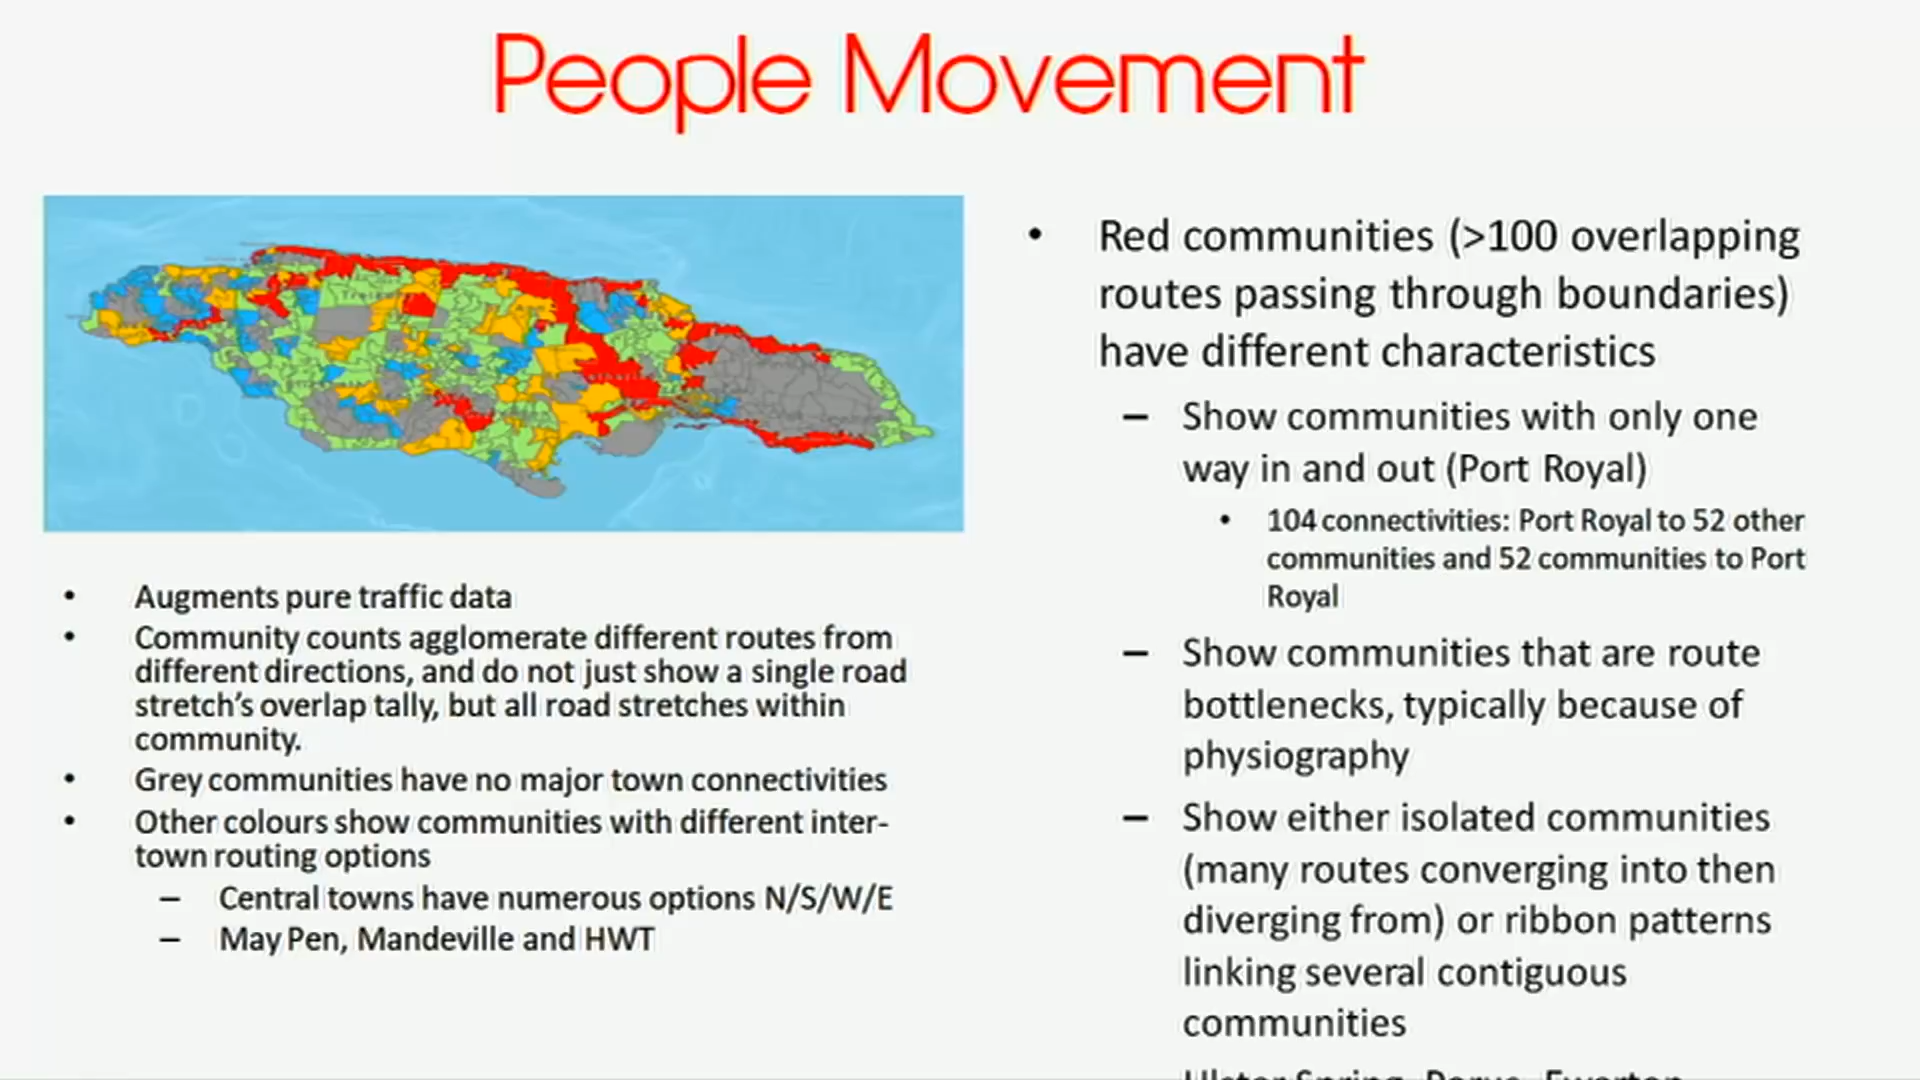 People Movement
• Augments pure traffic data
• Community counts agglomerate different routes from
different directions, and do not just show a single road
stretch's overlap tally, but all road stretches within
community.
• Grey communities have no major town connectivities
• Other colours show communities with different inter-
town routing options
– Central towns have numerous options N/S/W/E
– May Pen, Mandeville and HWT
• Red communities (>100 overlapping
routes passing through boundaries)
have different characteristics
– Show communities with only one
way in and out (Port Royal)
• 104 connectivities: Port Royal to 52 other
communities and 52 communities to Port
Royal
– Show communities that are route
bottlenecks, typically because of
physiography
– Show either isolated communities
(many routes converging into then
diverging from) or ribbon patterns
linking several contiguous
communities
Ulster Spring, Porus, Ewarton